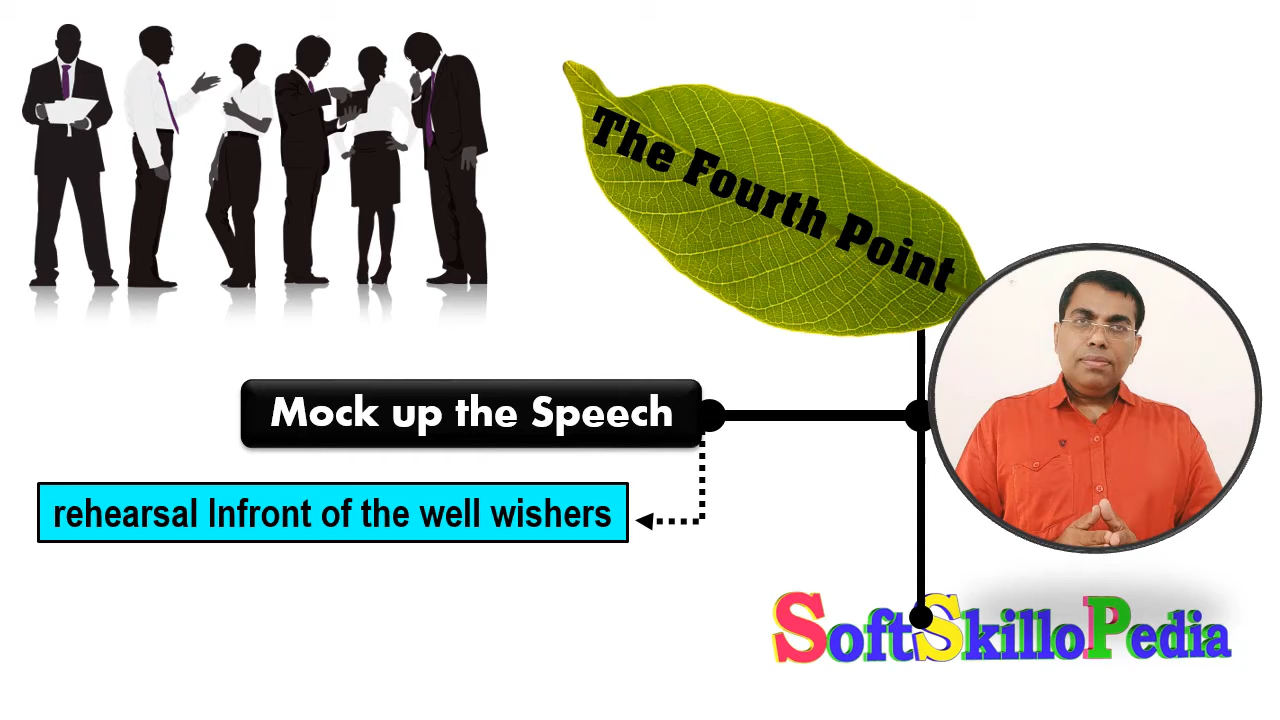 The Fourth Point
Mock up the Speech
rehearsal Infront of the well wishers
SoftSkilloPedia